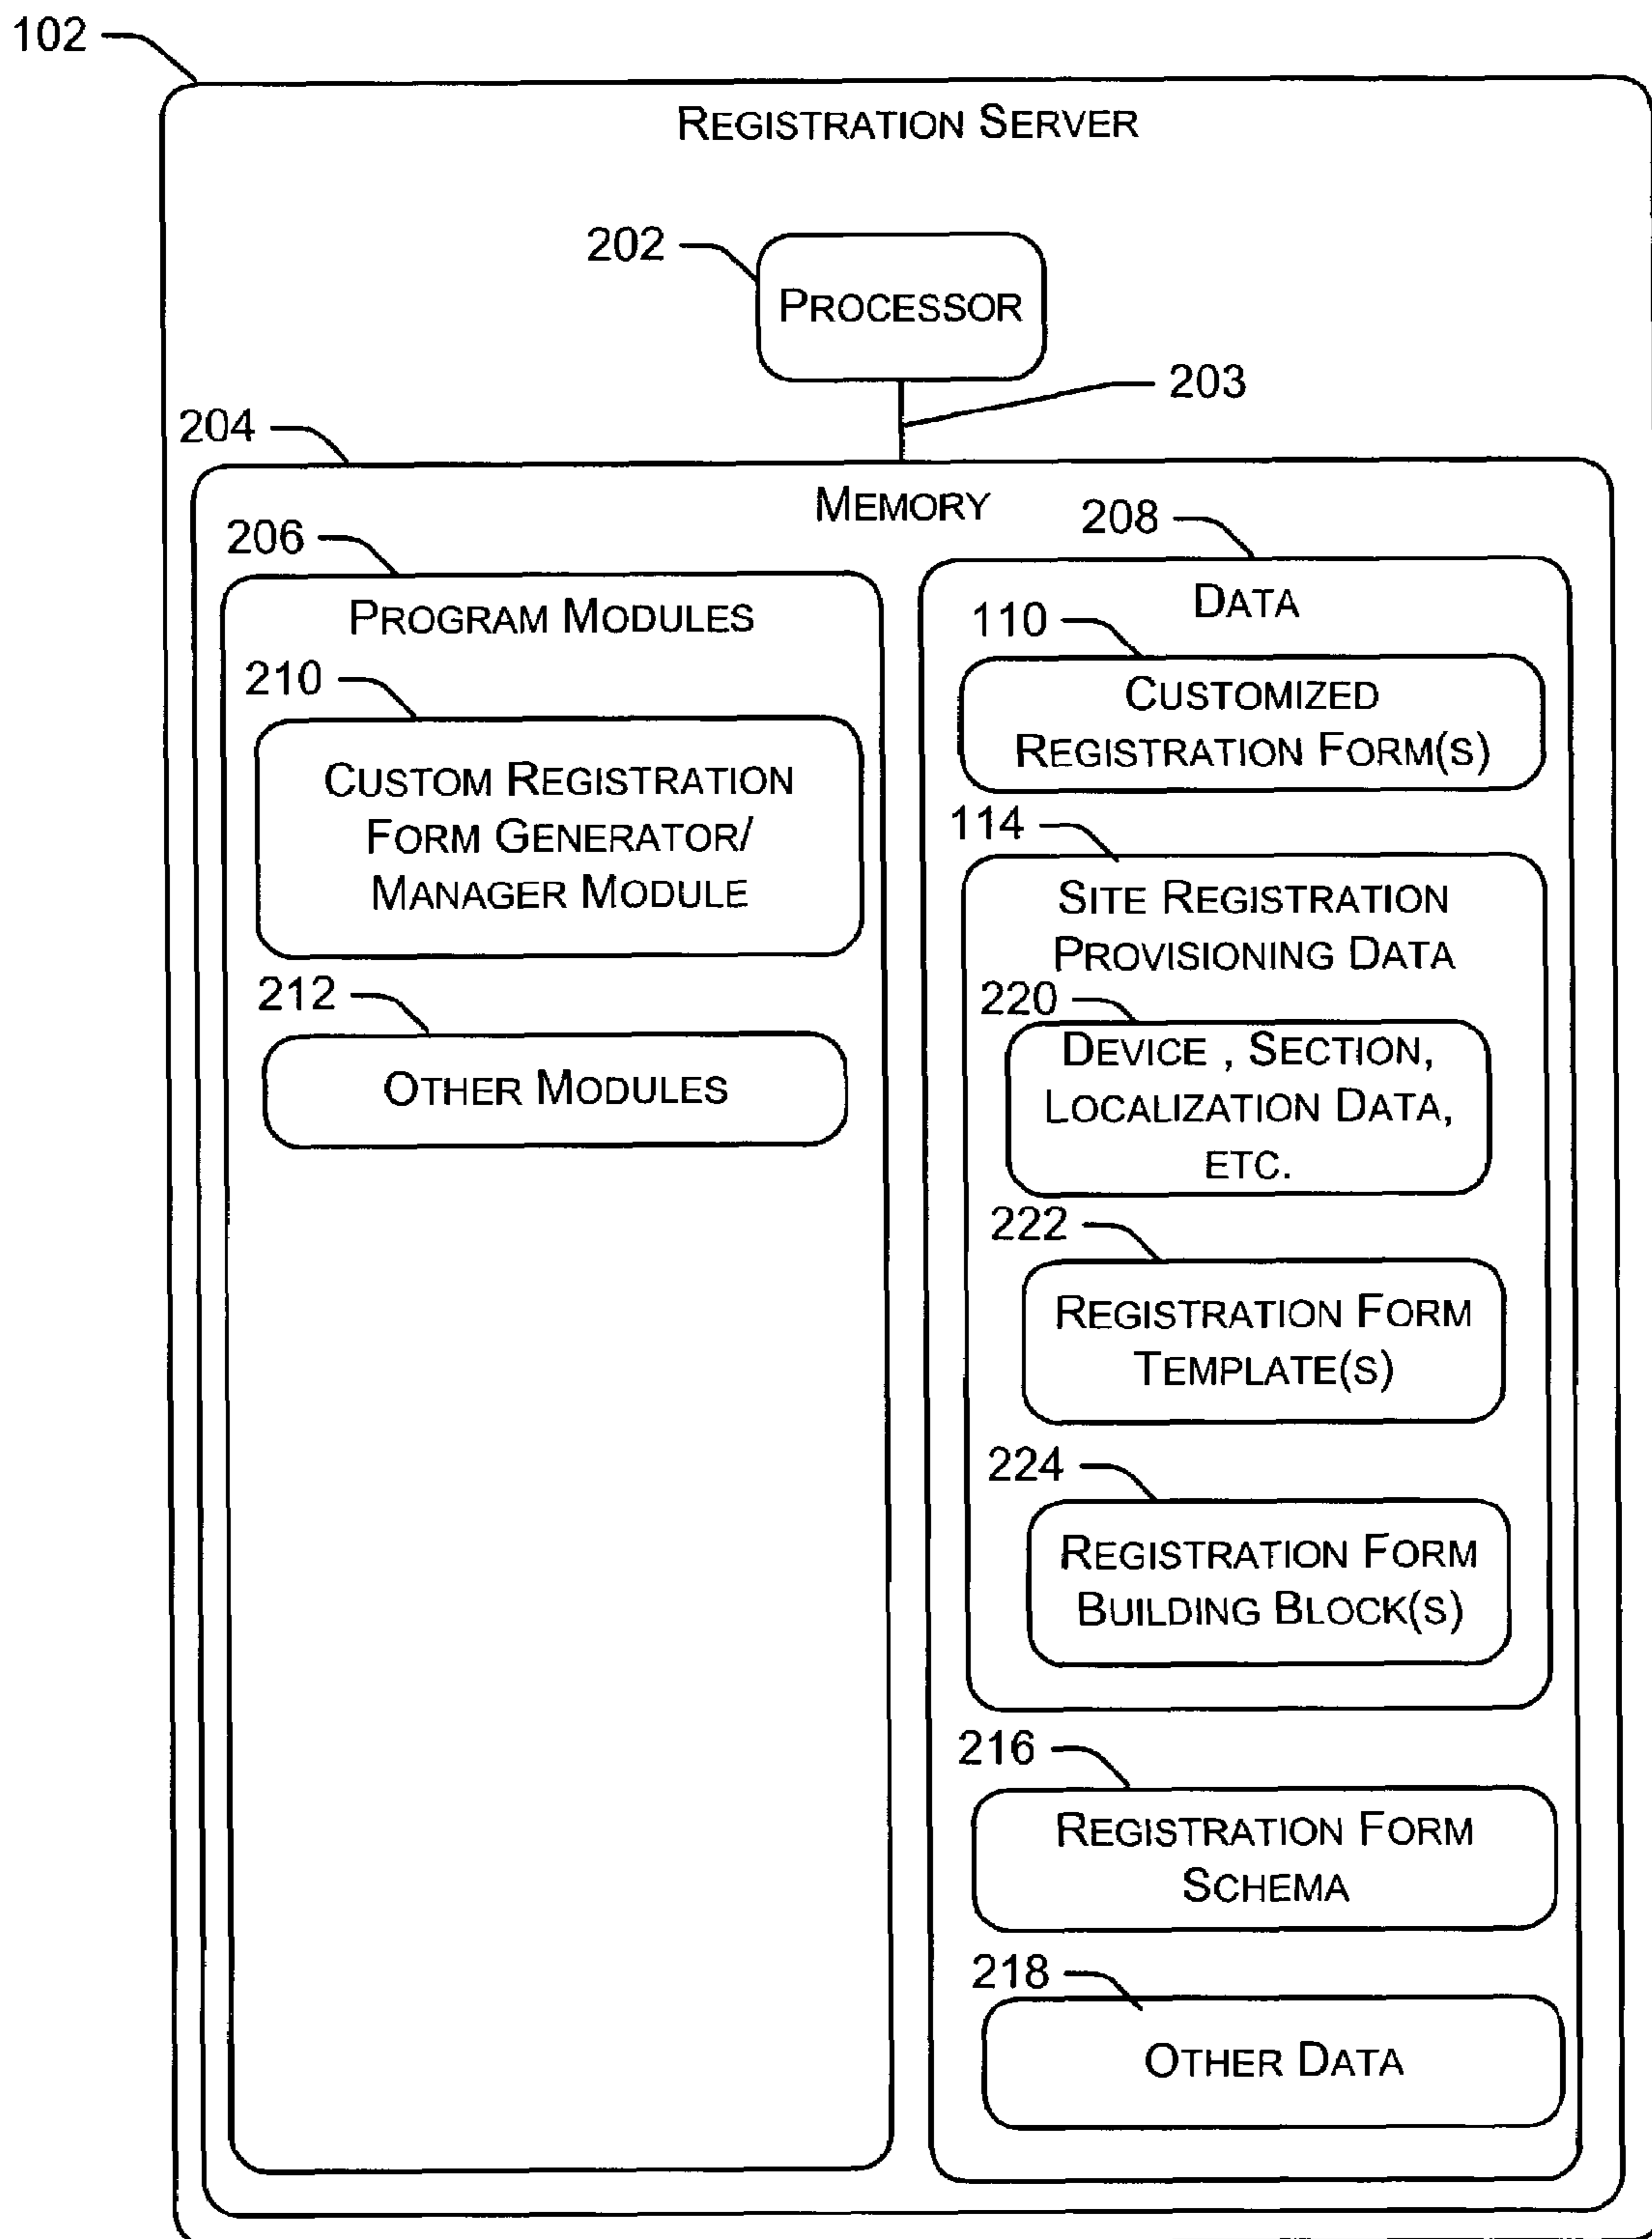 102
REGISTRATION SERVER
202
PROCESSOR
203
204
MEMORY
206
PROGRAM MODULES
210
CUSTOM REGISTRATION
FORM GENERATOR/
MANAGER MODULE
212
OTHER MODULES
208
DATA
110
CUSTOMIZED
REGISTRATION FORM(S)
114
SITE REGISTRATION
PROVISIONING DATA
220
DEVICE , SECTION,
LOCALIZATION DATA,
ETC.
222
REGISTRATION FORM
TEMPLATE(S)
224
REGISTRATION FORM
BUILDING BLOCK(S)
216
REGISTRATION FORM
SCHEMA
218
OTHER DATA